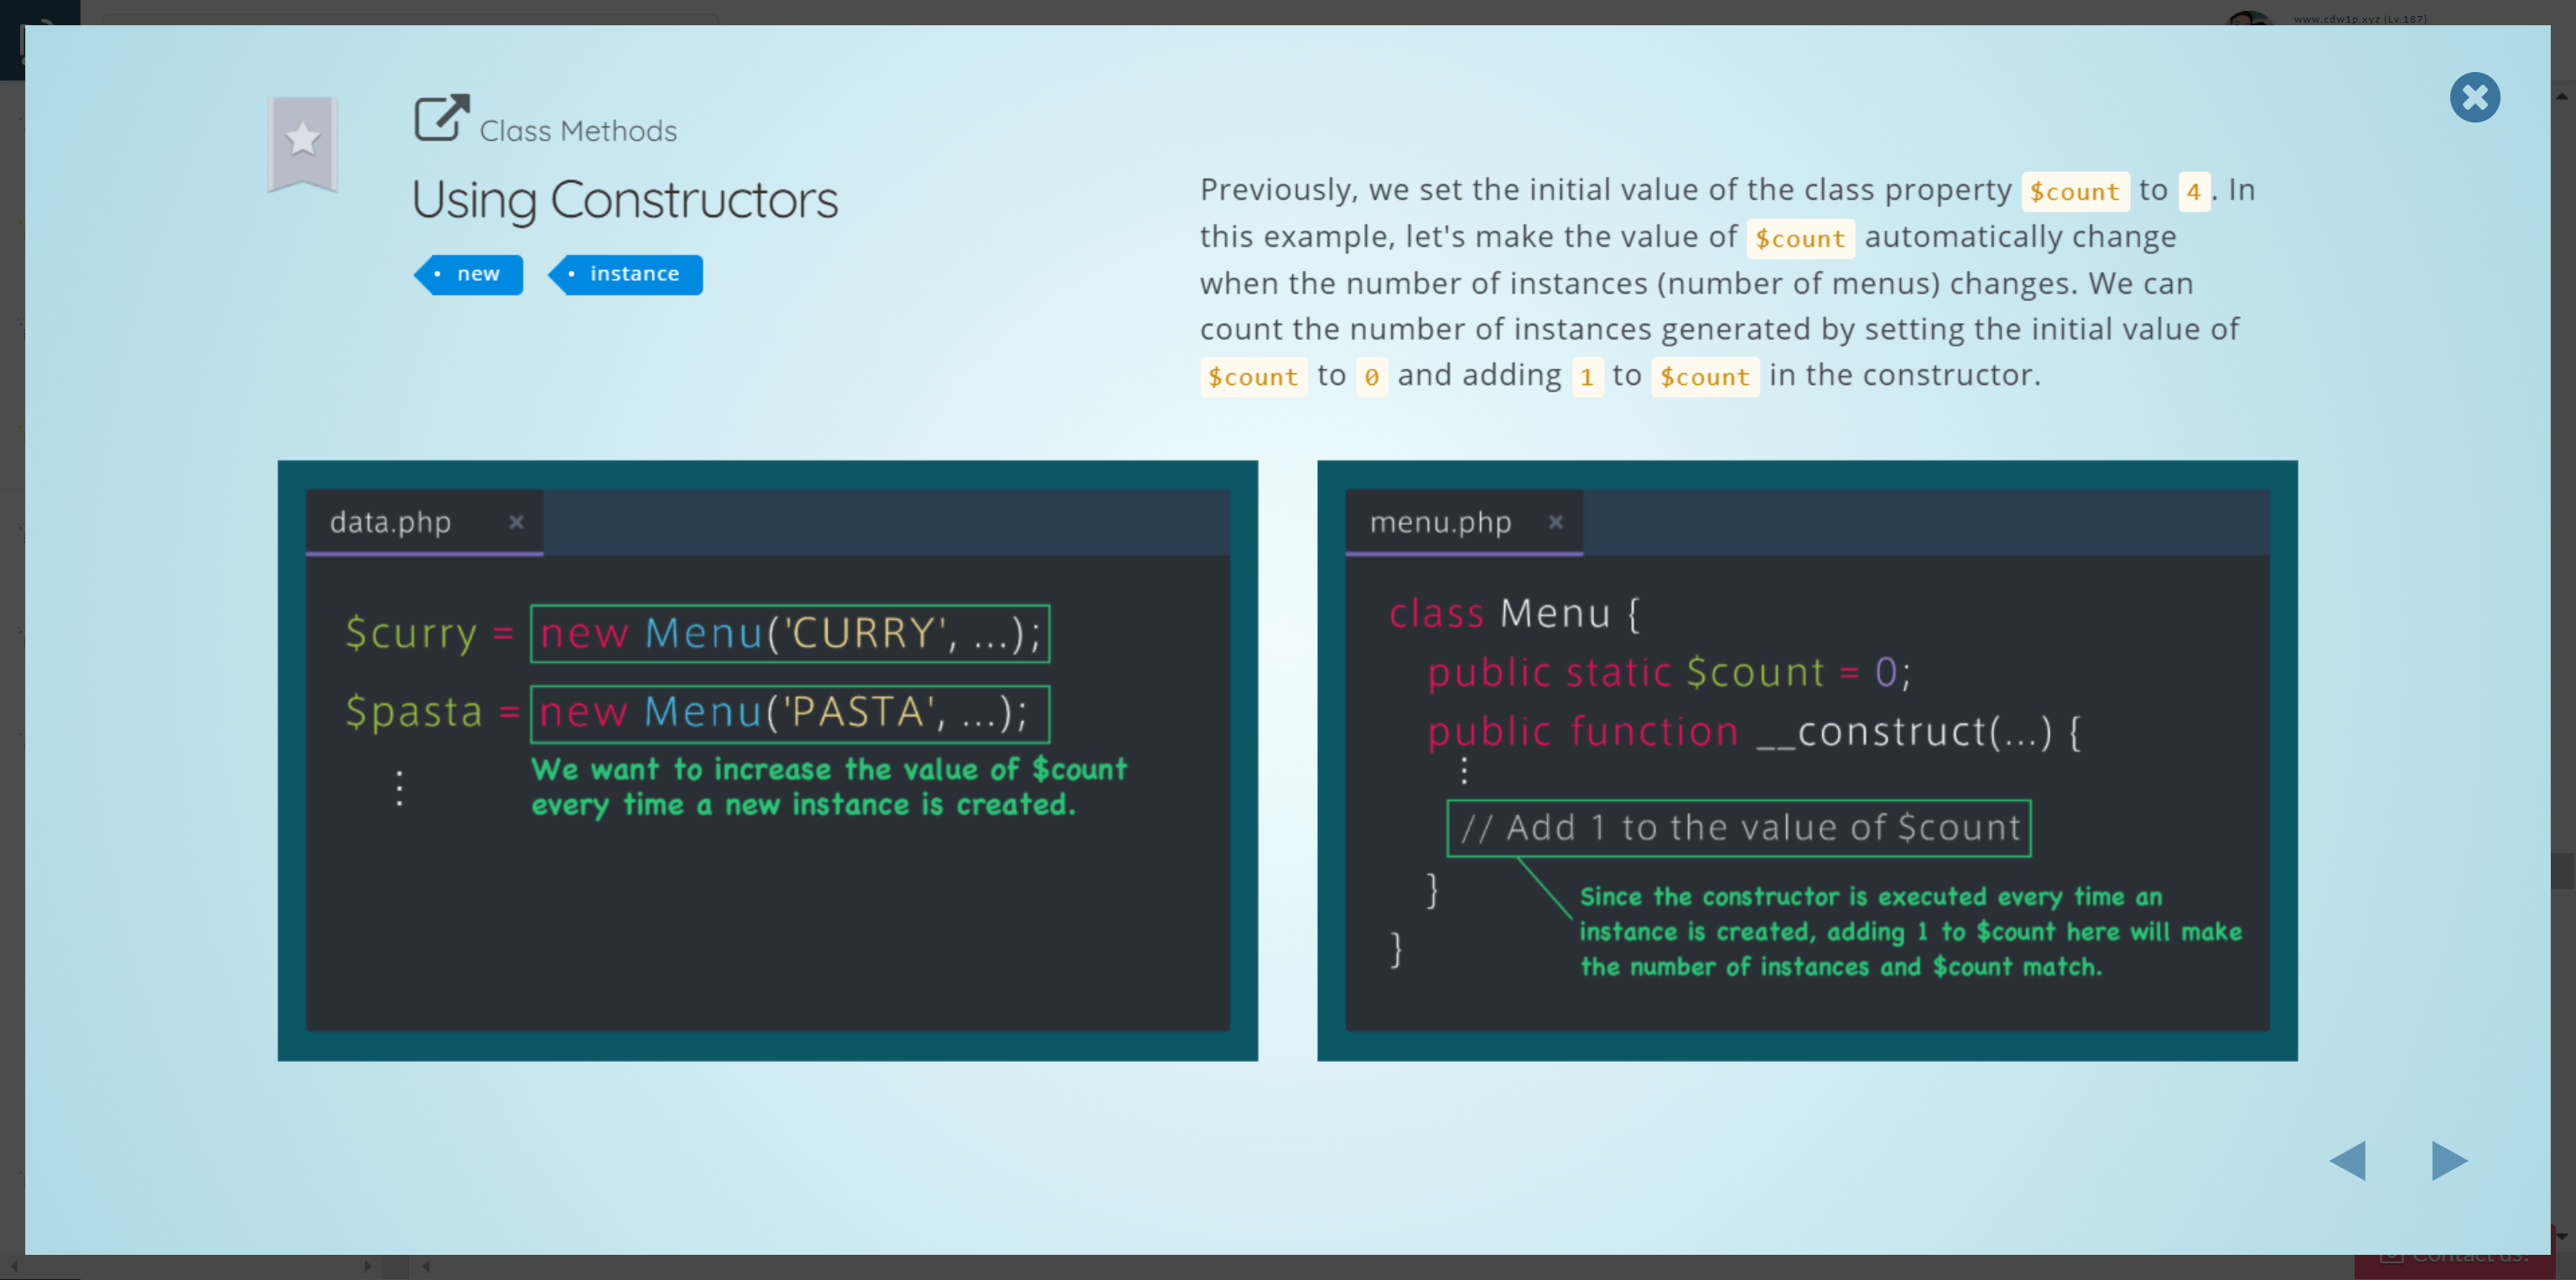 www.cdw1p.xyz (Lv.187)
Class Methods
Using Constructors
new
instance
Previously, we set the initial value of the class property $count to 4. In
this example, let's make the value of $count automatically change
when the number of instances (number of menus) changes. We can
count the number of instances generated by setting the initial value of
$count to 0 and adding 1 to $count in the constructor.
data.php ×
$curry = new Menu('CURRY', ...);
$pasta = new Menu('PASTA', ...);
⋮
We want to increase the value of $count
every time a new instance is created.
menu.php ×
class Menu {
public static $count = 0;
public function __construct(...) {
⋮
// Add 1 to the value of $count
}
Since the constructor is executed every time an
instance is created, adding 1 to $count here will make
the number of instances and $count match.
}
Contact us!